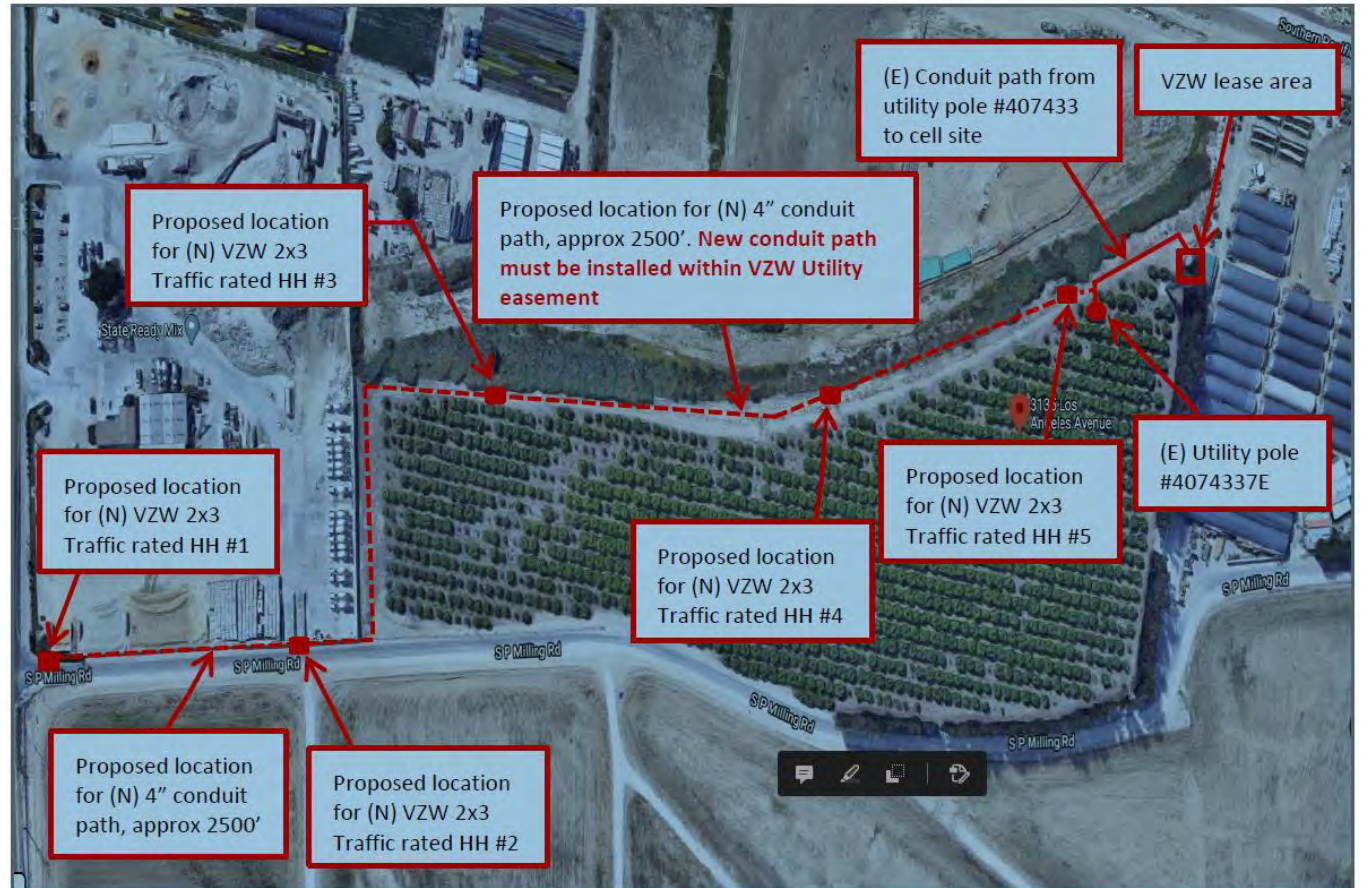 Southern
(E) Conduit path from
utility pole #407433
to cell site
VZW lease area
Proposed location
for (N) VZW 2x3
Traffic rated HH #3
Proposed location for (N) 4” conduit
path, approx 2500’. New conduit path
must be installed within VZW Utility
easement
State Ready Mix
3135 Los
Angeles Avenue
(E) Utility pole
#4074337E
Proposed location
for (N) VZW 2x3
Traffic rated HH #5
Proposed location
for (N) VZW 2x3
Traffic rated HH #1
Proposed location
for (N) VZW 2x3
Traffic rated HH #4
S P Milling Rd
S P Milling Rd
S P Milling Rd
S P Milling Rd
S P Milling Rd
S P Milling Rd
Proposed location
for (N) 4” conduit
path, approx 2500’
Proposed location
for (N) VZW 2x3
Traffic rated HH #2